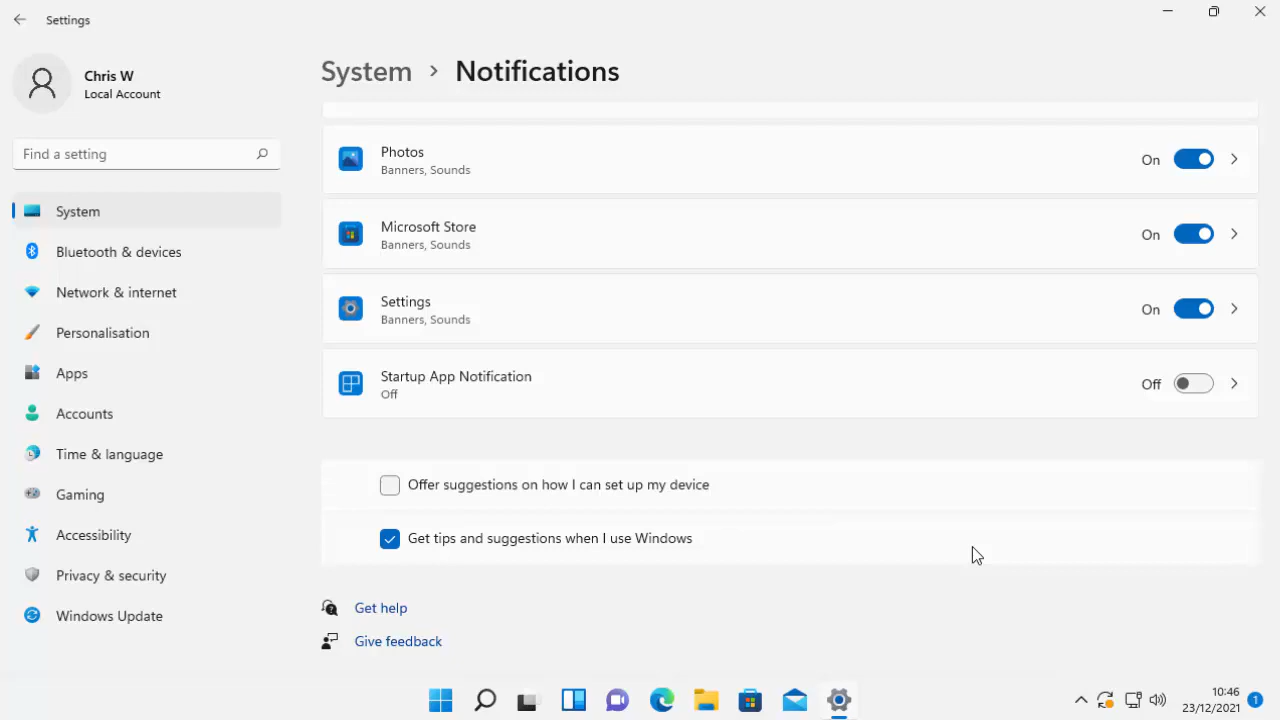 Settings
Chris W
Local Account
Find a setting
System
Bluetooth & devices
Network & internet
Personalisation
Apps
Accounts
Time & language
Gaming
Accessibility
Privacy & security
Windows Update
System > Notifications
Photos
Banners, Sounds
On
Microsoft Store
Banners, Sounds
On
Settings
Banners, Sounds
On
Startup App Notification
Off
Off
Offer suggestions on how I can set up my device
Get tips and suggestions when I use Windows
Get help
Give feedback
10:46
23/12/2021
1